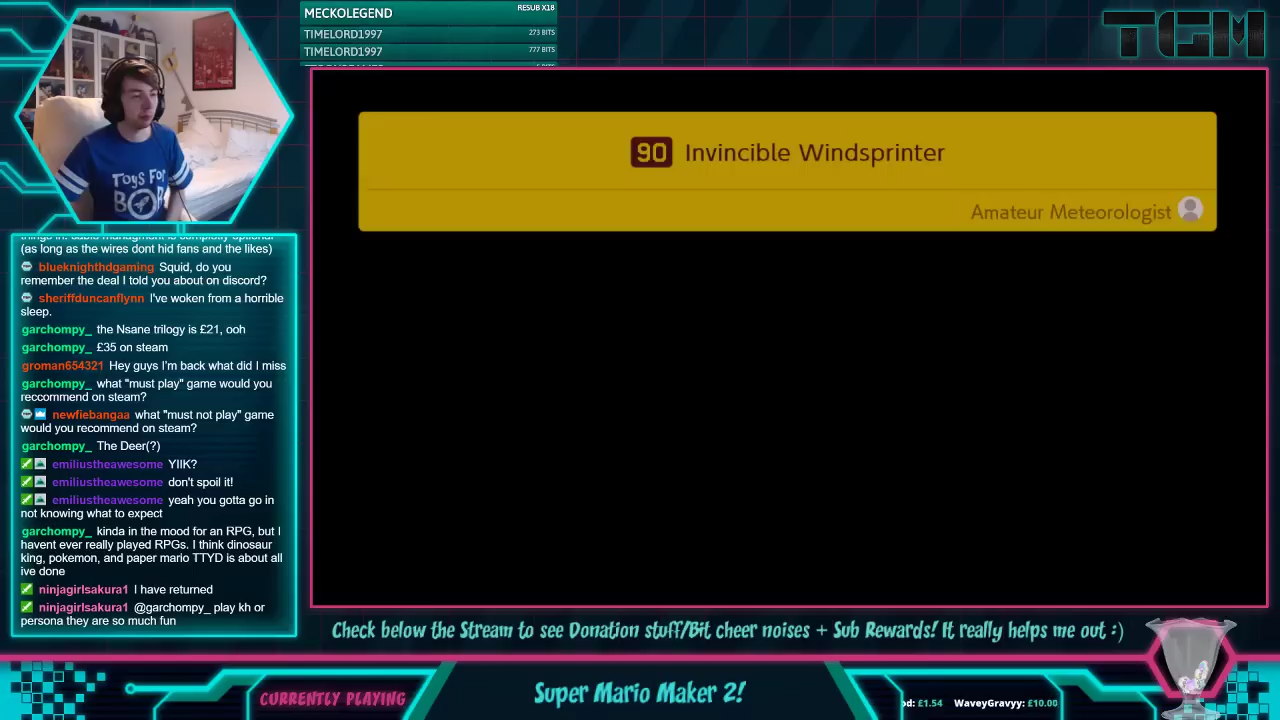 MECKOLEGEND RESUB X18
TIMELORD1997 273 BITS
TIMELORD1997 777 BITS
TGM
TOYS FOR
BOB
90 Invincible Windsprinter
Amateur Meteorologist
(as long as the wires dont hid fans and the likes)
blueknighthdgaming Squid, do you
remember the deal I told you about on discord?
sheriffduncanflynn I've woken from a horrible
sleep.
garchompy_ the Nsane trilogy is £21, ooh
garchompy_ £35 on steam
groman654321 Hey guys I'm back what did I miss
garchompy_ what "must play" game would you
reccommend on steam?
newfiebangaa what "must not play" game
would you recommend on steam?
garchompy_ The Deer(?)
emiliustheawesome YIIK?
emiliustheawesome don't spoil it!
emiliustheawesome yeah you gotta go in
not knowing what to expect
garchompy_ kinda in the mood for an RPG, but I
havent ever really played RPGs. I think dinosaur
king, pokemon, and paper mario TTYD is about all
ive done
ninjagirlsakura1 I have returned
ninjagirlsakura1 @garchompy_ play kh or
persona they are so much fun
Check below the Stream to see Donation stuff/Bit cheer noises + Sub Rewards! It really helps me out :)
CURRENTLY PLAYING
Super Mario Maker 2!
od: £1.54 WaveyGravyy: £10.00